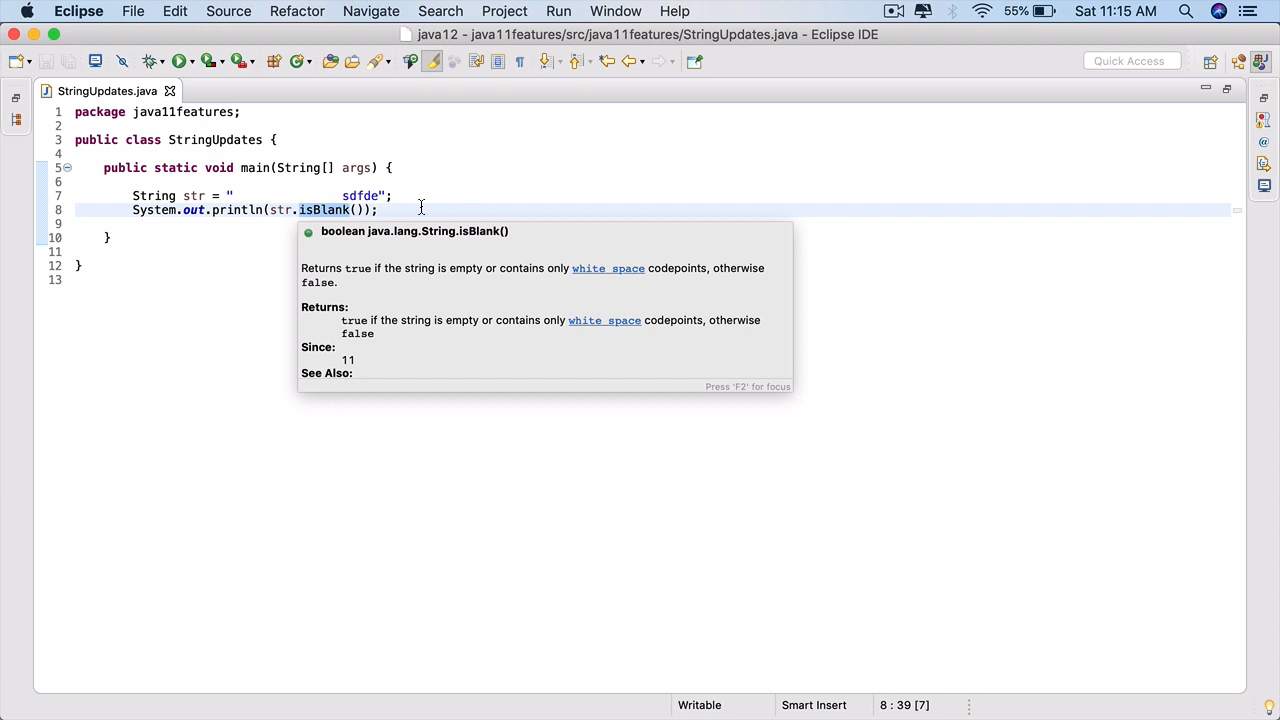 Eclipse File Edit Source Refactor Navigate Search Project Run Window Help 55% Sat 11:15 AM
java12 - java11features/src/java11features/StringUpdates.java - Eclipse IDE
Quick Access
StringUpdates.java
1 package java11features;
2
3 public class StringUpdates {
4
5 public static void main(String[] args) {
6
7 String str = "               sdfde";
8 System.out.println(str.isBlank());
9
10 }
11
12 }
13
boolean java.lang.String.isBlank()
Returns true if the string is empty or contains only white space codepoints, otherwise
false.
Returns:
true if the string is empty or contains only white space codepoints, otherwise
false
Since:
11
See Also:
Press 'F2' for focus
Writable Smart Insert 8 : 39 [7]